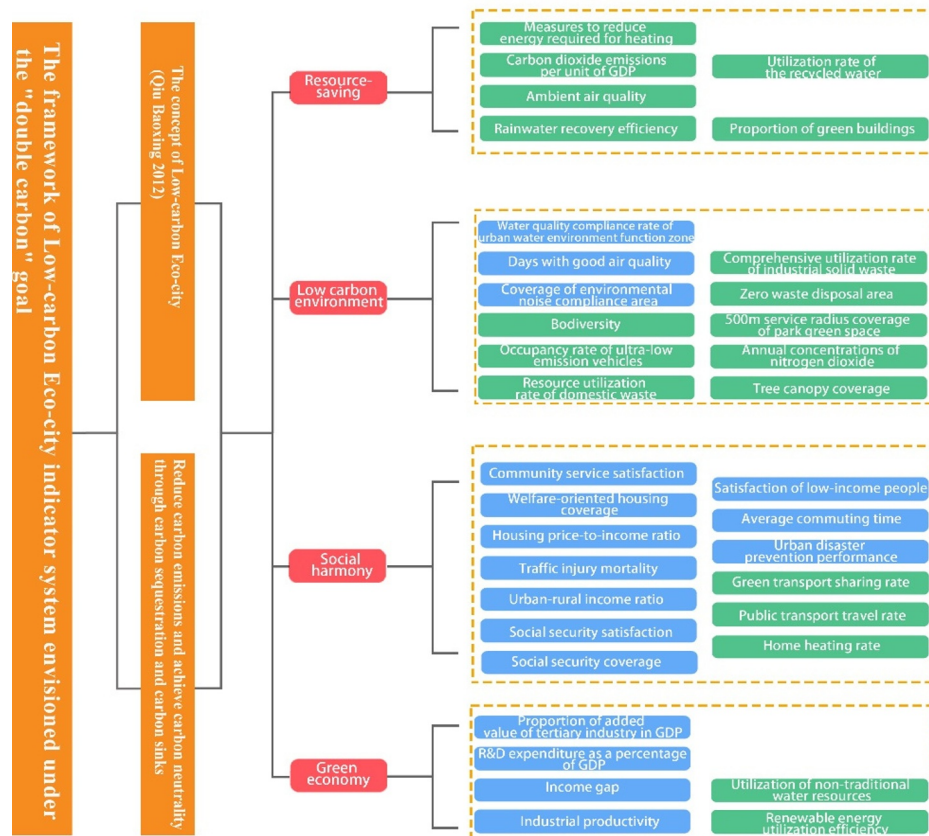 The framework of Low-carbon Eco-city indicator system envisioned under
the "double carbon" goal
The concept of Low-carbon Eco-city
(Qiu Baoxing 2012)
Reduce carbon emissions and achieve carbon neutrality
through carbon sequestration and carbon sinks
Resource-
saving
Measures to reduce
energy required for heating
Carbon dioxide emissions
per unit of GDP
Ambient air quality
Rainwater recovery efficiency
Utilization rate of
the recycled water
Proportion of green buildings
Low carbon
environment
Water quality compliance rate of
urban water environment function zone
Days with good air quality
Coverage of environmental
noise compliance area
Bodiversity
Occupancy rate of ultra-low
emission vehicles
Resource utilization
rate of domestic waste
Comprehensive utilization rate
of industrial solid waste
Zero waste disposal area
500m service radius coverage
of park green space
Annual concentrations of
nitrogen dioxide
Tree canopy coverage
Social
harmony
Community service satisfaction
Welfare-oriented housing
coverage
Housing price-to-income ratio
Traffic injury mortality
Urban-rural income ratio
Social security satisfaction
Social security coverage
Satisfaction of low-income people
Average commuting time
Urban disaster
prevention performance
Green transport sharing rate
Public transport travel rate
Home heating rate
Green
economy
Proportion of added
value of tertiary industry in GDP
R&D expenditure as a percentage
of GDP
Income gap
Industrial productivity
Utilization of non-traditional
water resources
Renewable energy
utilization efficiency